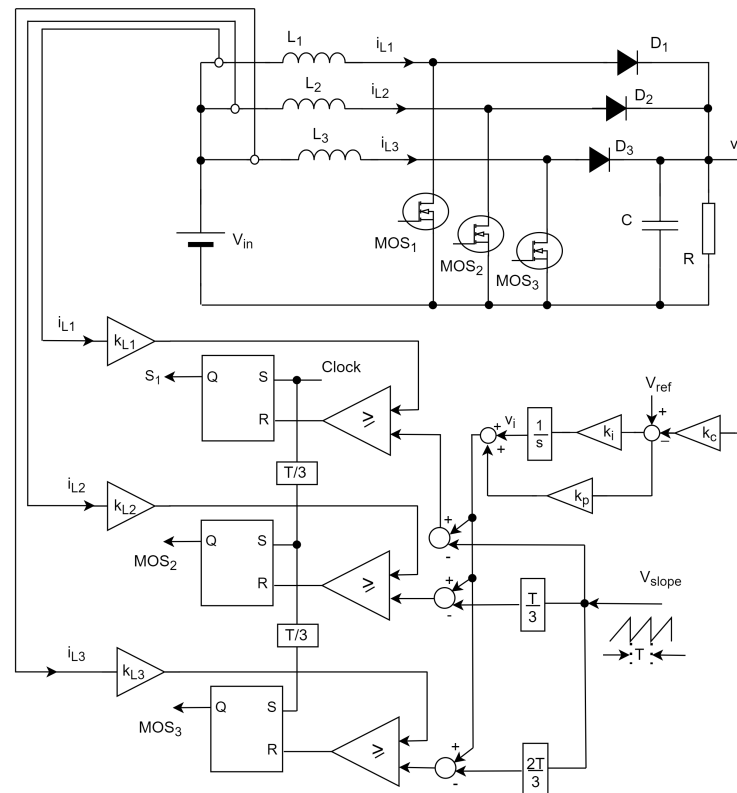 L1
iL1
D1
L2
iL2
D2
L3
iL3
D3
v
Vin
MOS1
MOS2
MOS3
C
R
iL1
kL1
S1
Q
S
R
Clock
≥
T/3
Vref
+
−
kc
ki
1
s
vi
+
+
kp
iL2
kL2
MOS2
Q
S
R
≥
+
-
+
-
T
3
Vslope
T
T/3
iL3
kL3
MOS3
Q
S
R
≥
+
-
2T
3